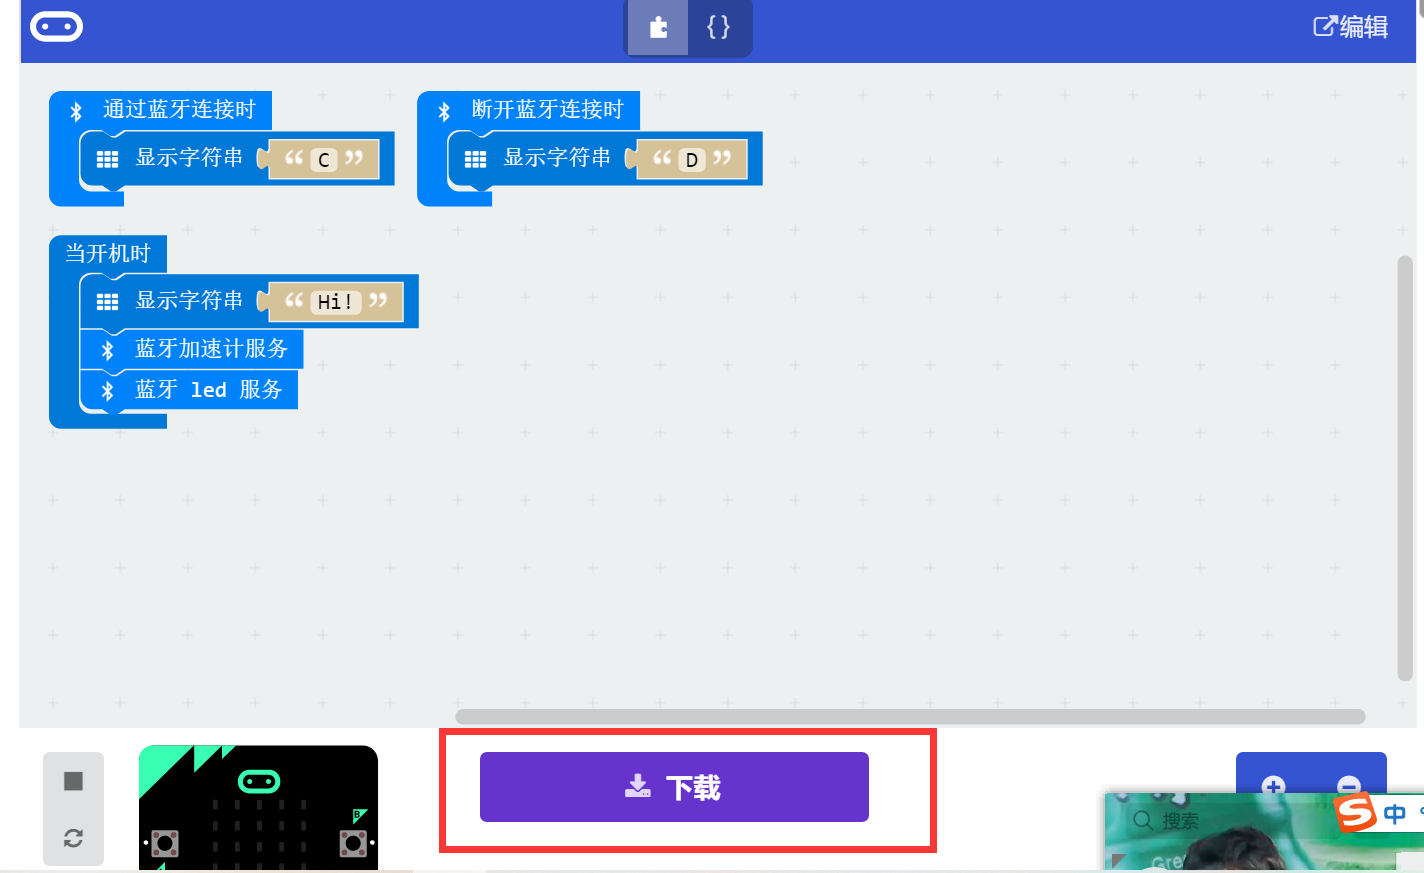 { } 编辑
通过蓝牙连接时
显示字符串 “ C ”
断开蓝牙连接时
显示字符串 “ D ”
当开机时
显示字符串 “ Hi! ”
蓝牙加速计服务
蓝牙 led 服务
下载
B
搜索
S 中
Gre